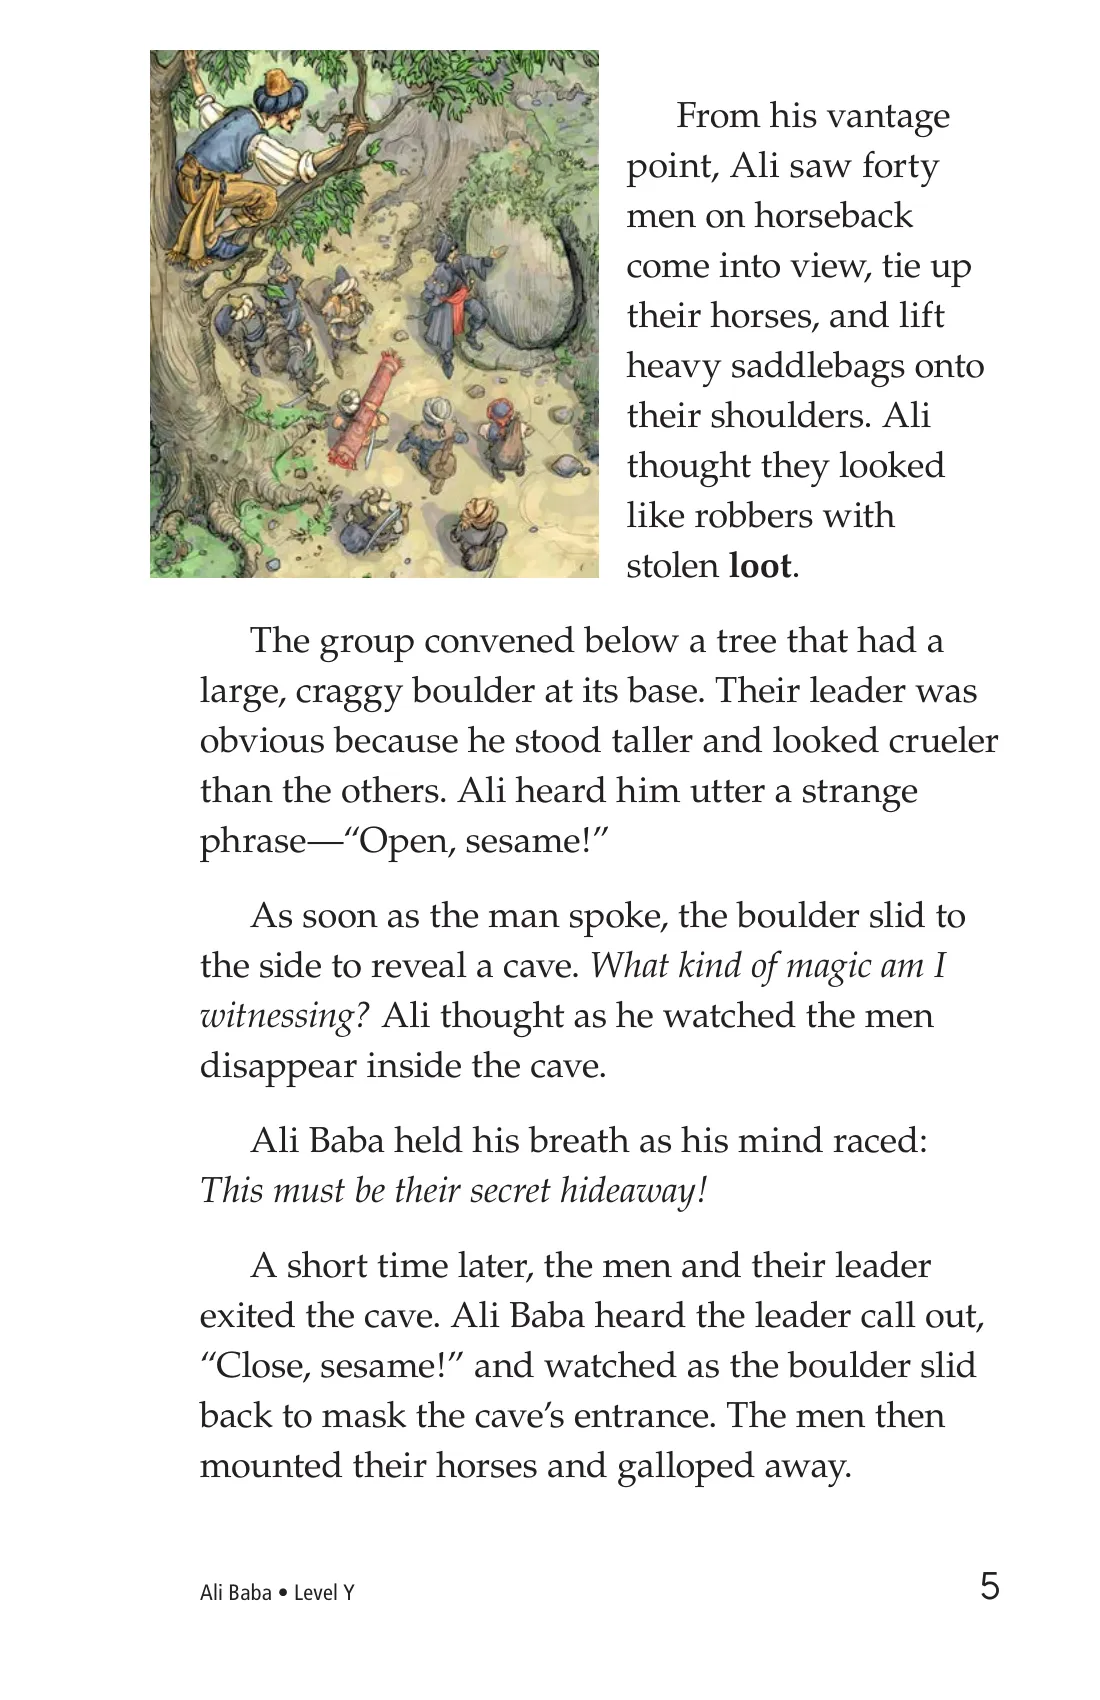 From his vantage
point, Ali saw forty
men on horseback
come into view, tie up
their horses, and lift
heavy saddlebags onto
their shoulders. Ali
thought they looked
like robbers with
stolen loot.
The group convened below a tree that had a
large, craggy boulder at its base. Their leader was
obvious because he stood taller and looked crueler
than the others. Ali heard him utter a strange
phrase—“Open, sesame!”
As soon as the man spoke, the boulder slid to
the side to reveal a cave. What kind of magic am I
witnessing? Ali thought as he watched the men
disappear inside the cave.
Ali Baba held his breath as his mind raced:
This must be their secret hideaway!
A short time later, the men and their leader
exited the cave. Ali Baba heard the leader call out,
“Close, sesame!” and watched as the boulder slid
back to mask the cave’s entrance. The men then
mounted their horses and galloped away.
Ali Baba • Level Y
5